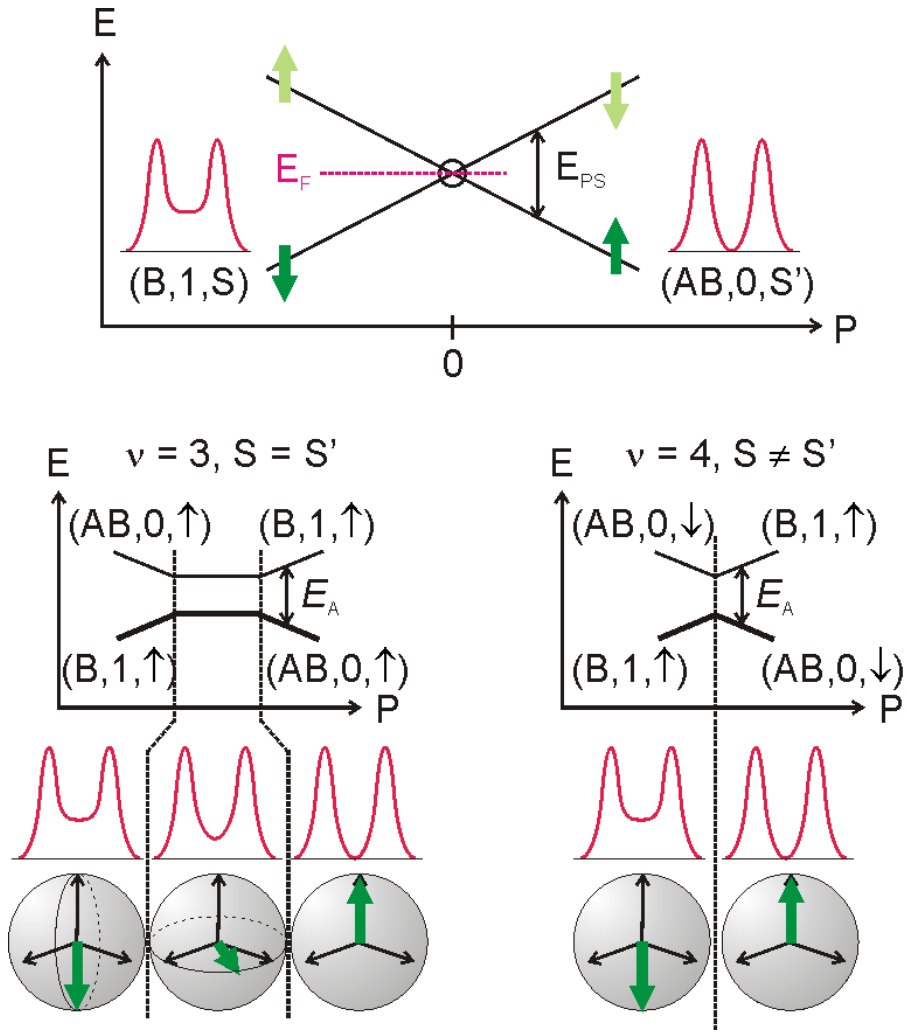 E
E_F
E_PS
(B,1,S)
(AB,0,S')
P
0
ν = 3, S = S'
E
(AB,0,↑)
(B,1,↑)
E_A
(B,1,↑)
(AB,0,↑)
P
ν = 4, S ≠ S'
E
(AB,0,↓)
(B,1,↑)
E_A
(B,1,↑)
(AB,0,↓)
P